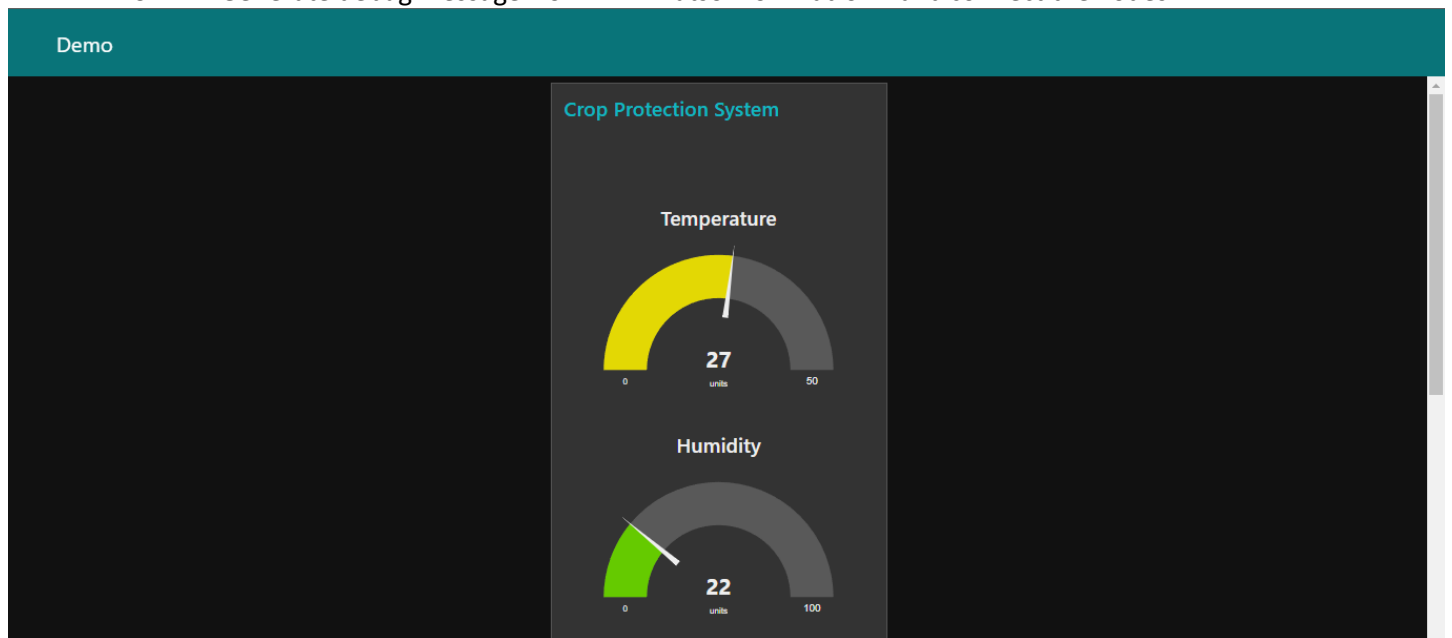 Demo
Crop Protection System
Temperature
27
0
units
50
Humidity
22
0
units
100